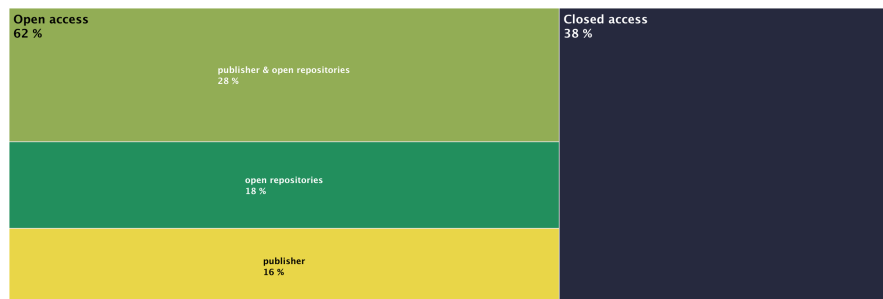 Open access
62 %
publisher & open repositories
28 %
open repositories
18 %
publisher
16 %
Closed access
38 %